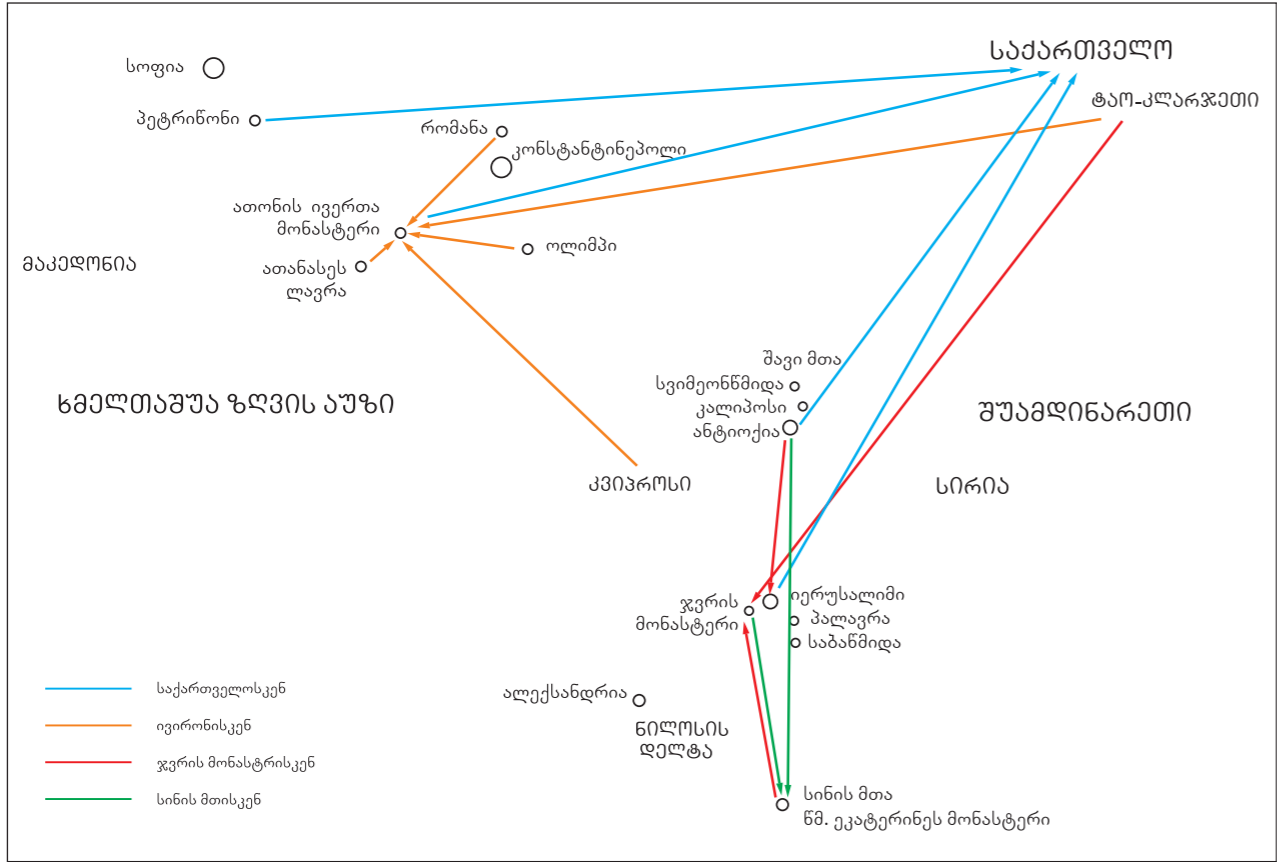 საქართველო
სოფია
ტაო-კლარჯეთი
პეტრიწონი
რომანა
კონსტანტინეპოლი
ათონის ივერთა
მონასტერი
ოლიმპი
მაკედონია
ათანასეს
ლავრა
შავი მთა
სვიმეონწმიდა
კალიპოსი
ანტიოქია
ხმელთაშუა ზღვის აუზი
შუამდინარეთი
კვიპროსი
სირია
იერუსალიმი
ჯვრის
მონასტერი
პალავრა
საბაწმიდა
ალექსანდრია
ნილოსის
დელტა
სინის მთა
წმ. ეკატერინეს მონასტერი
საქართველოსკენ
ივირონისკენ
ჯვრის მონასტრისკენ
სინის მთისკენ